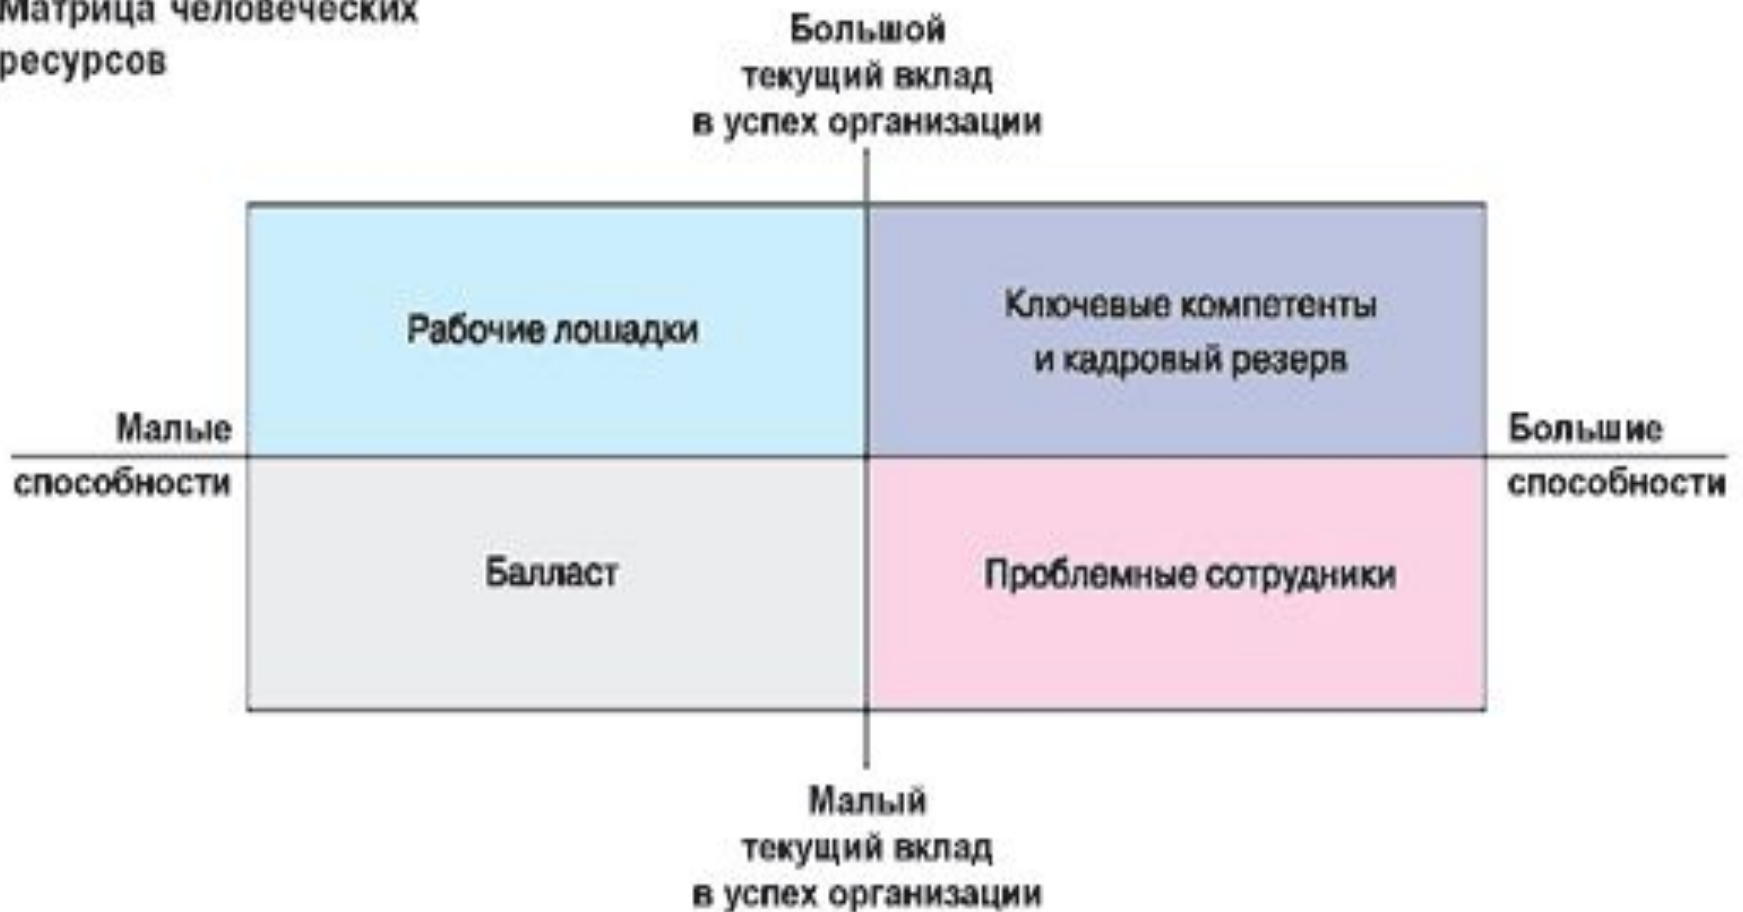 Матрица человеческих
ресурсов
Большой
текущий вклад
в успех организации
Рабочие лошадки
Ключевые компетенты
и кадровый резерв
Малые
способности
Большие
способности
Балласт
Проблемные сотрудники
Малый
текущий вклад
в успех организации